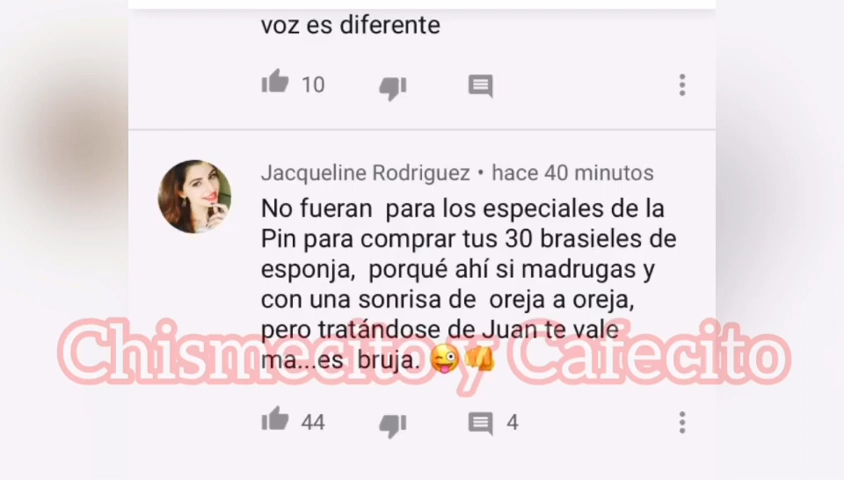 voz es diferente
10
Jacqueline Rodriguez • hace 40 minutos
No fueran para los especiales de la
Pin para comprar tus 30 brasieles de
esponja, porqué ahí si madrugas y
con una sonrisa de oreja a oreja,
pero tratándose de Juan te vale
ma...es bruja. 😜👊
Chismecito y Cafecito
44 4